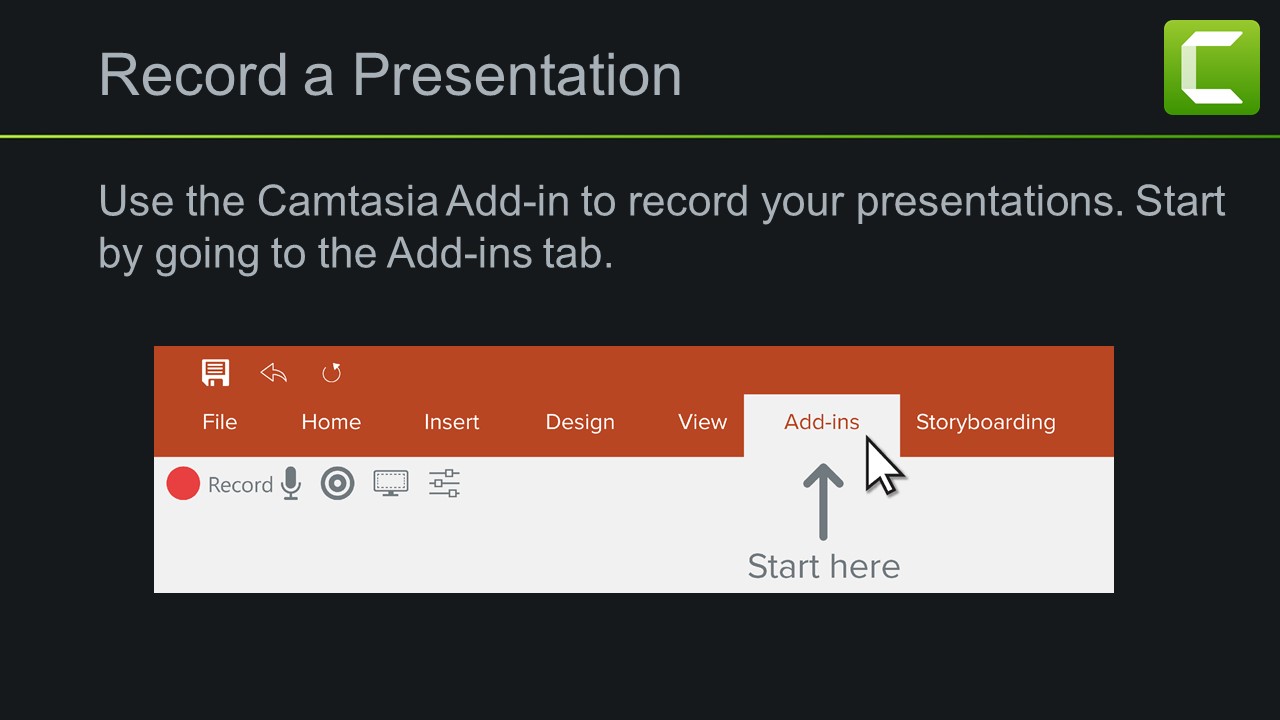 Record a Presentation
Use the Camtasia Add-in to record your presentations. Start
by going to the Add-ins tab.
File Home Insert Design View Add-ins Storyboarding
Record
Start here